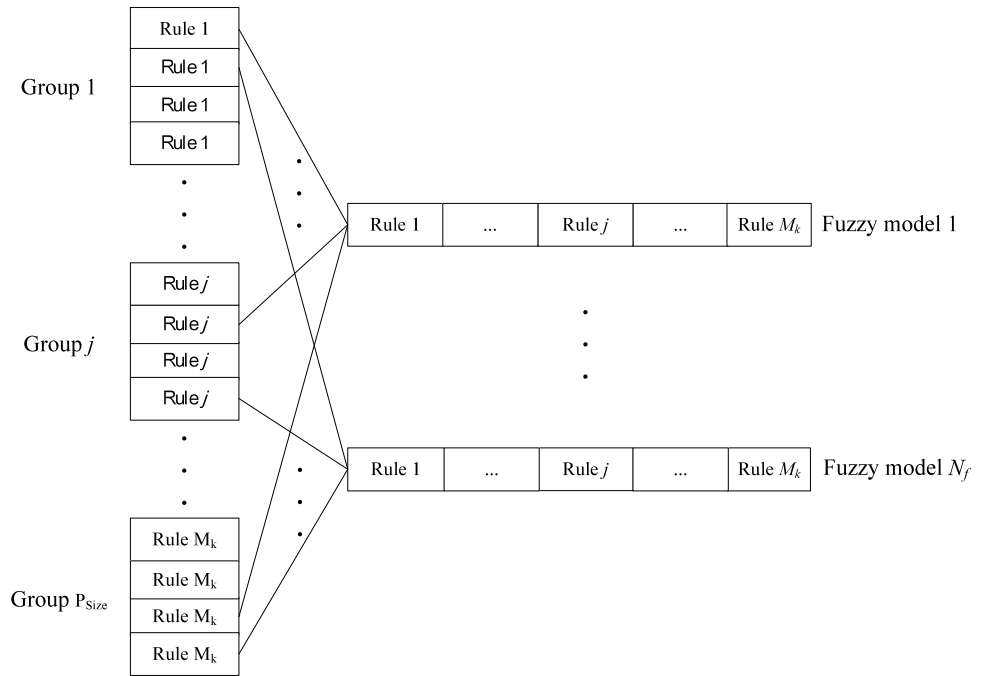 Group 1
Rule 1
Rule 1
Rule 1
Rule 1
Group j
Rule j
Rule j
Rule j
Rule j
Group PSize
Rule Mk
Rule Mk
Rule Mk
Rule Mk
Rule 1 ... Rule j ... Rule Mk Fuzzy model 1
Rule 1 ... Rule j ... Rule Mk Fuzzy model Nf